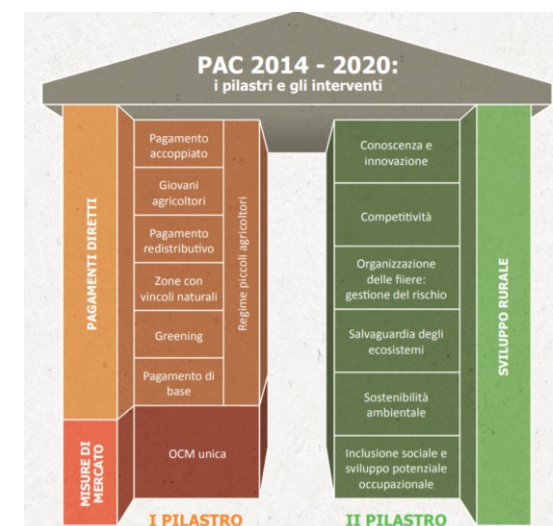 PAC 2014 - 2020:
i pilastri e gli interventi
PAGAMENTI DIRETTI
Pagamento
accoppiato
Giovani
agricoltori
Pagamento
redistributivo
Zone con
vincoli naturali
Greening
Pagamento di
base
Regime piccoli agricoltori
MISURE DI
MERCATO
OCM unica
I PILASTRO
Conoscenza e
innovazione
Competitività
Organizzazione
delle fiiere:
gestione del rischio
Salvaguardia degli
ecosistemi
Sostenibilità
ambientale
Inclusione sociale e
sviluppo potenziale
occupazionale
SVILUPPO RURALE
II PILASTRO